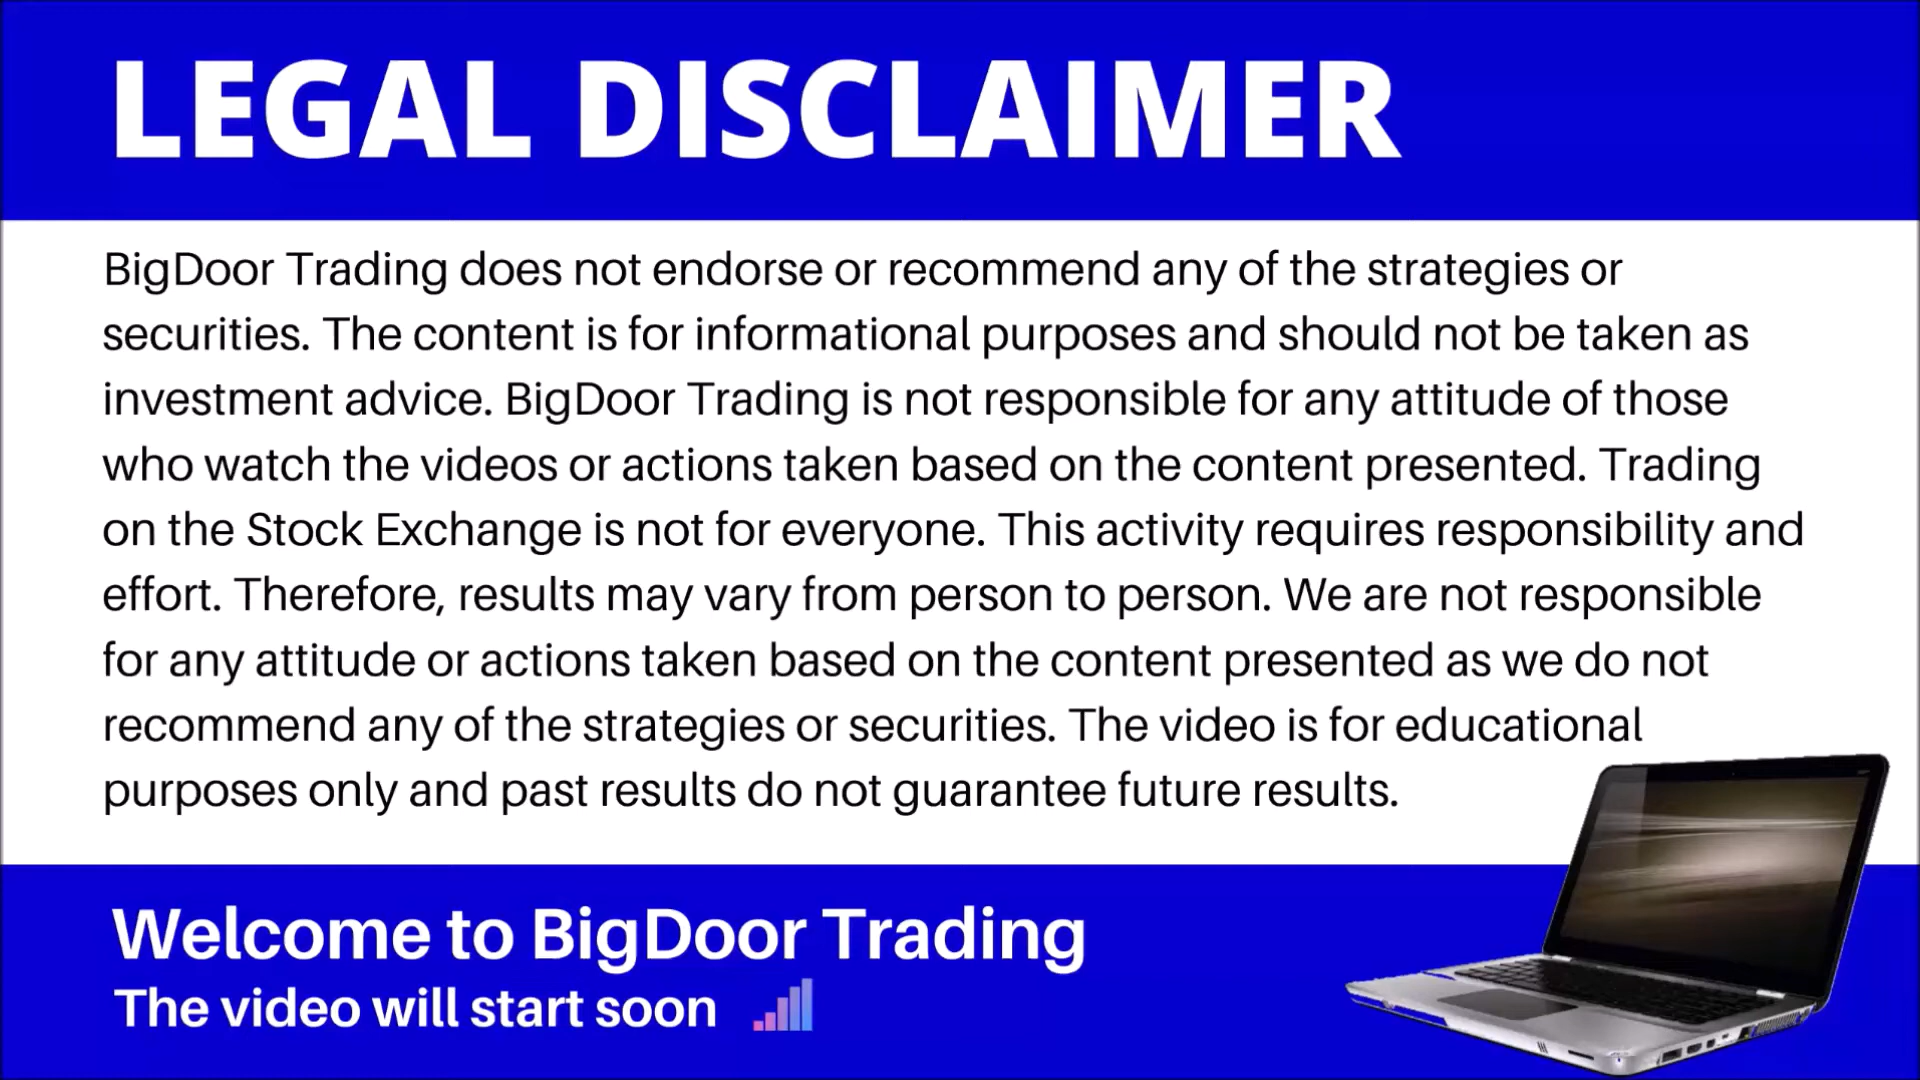 LEGAL DISCLAIMER
BigDoor Trading does not endorse or recommend any of the strategies or
securities. The content is for informational purposes and should not be taken as
investment advice. BigDoor Trading is not responsible for any attitude of those
who watch the videos or actions taken based on the content presented. Trading
on the Stock Exchange is not for everyone. This activity requires responsibility and
effort. Therefore, results may vary from person to person. We are not responsible
for any attitude or actions taken based on the content presented as we do not
recommend any of the strategies or securities. The video is for educational
purposes only and past results do not guarantee future results.
Welcome to BigDoor Trading
The video will start soon